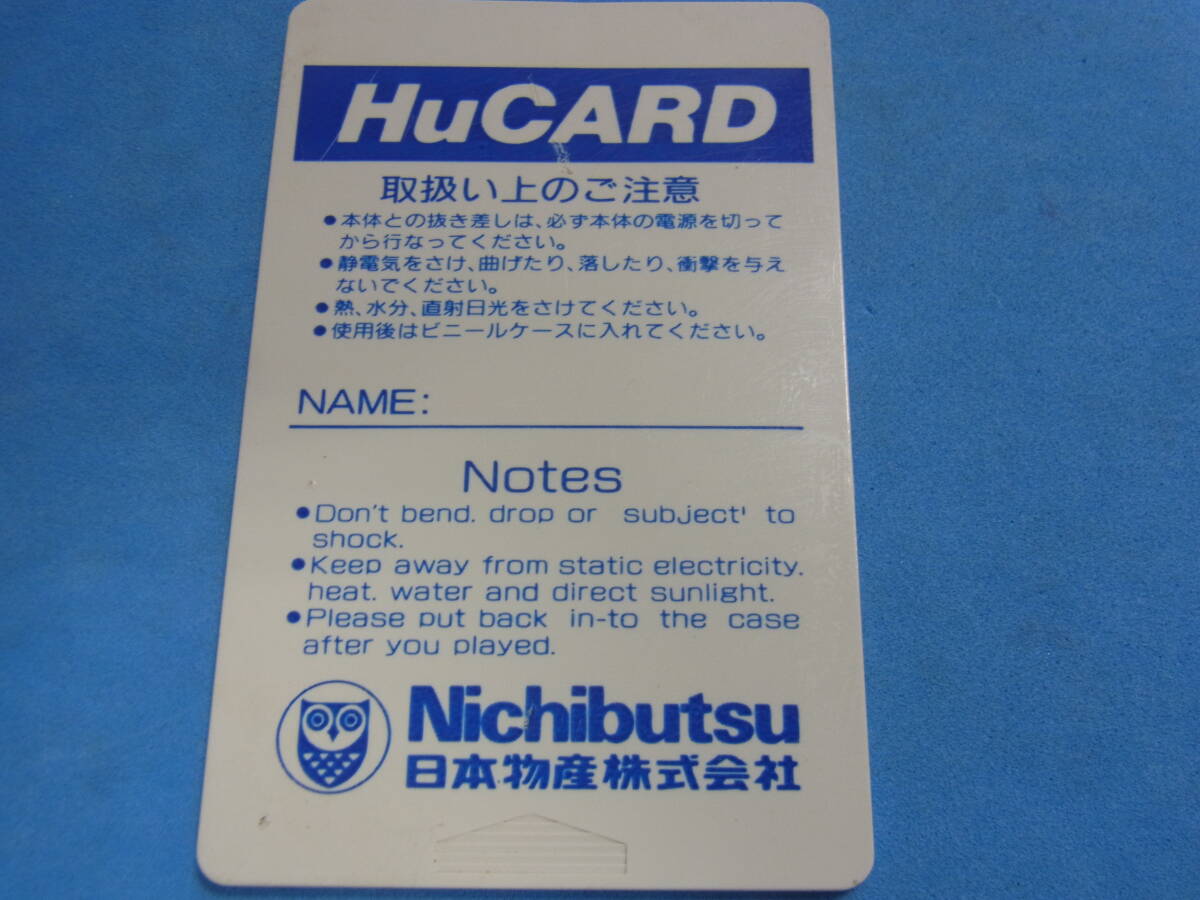 HuCARD
取扱い上のご注意
●本体との抜き差しは、必ず本体の電源を切って
から行なってください。
●静電気をさけ、曲げたり、落したり、衝撃を与え
ないでください。
●熱、水分、直射日光をさけてください。
●使用後はビニールケースに入れてください。
NAME:
Notes
●Don't bend. drop or subject' to
shock.
●Keep away from static electricity.
heat. water and direct sunlight.
●Please put back in-to the case
after you played.
Nichibutsu
日本物産株式会社